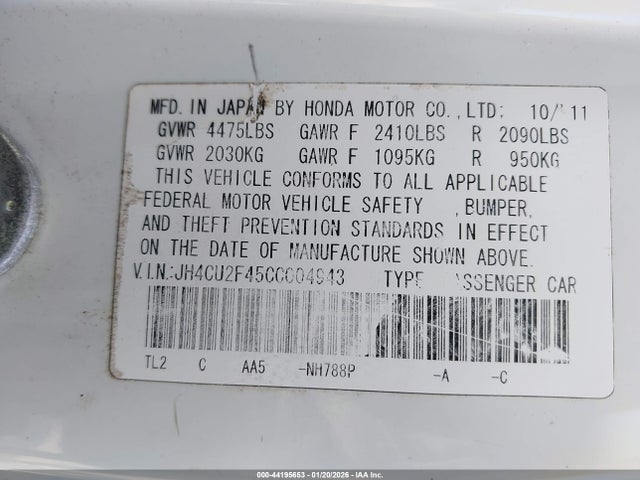 MFD. IN JAPAN BY HONDA MOTOR CO.,LTD: 10/11
GVWR 4475LBS GAWR F 2410LBS R 2090LBS
GVWR 2030KG GAWR F 1095KG R 950KG
THIS VEHICLE CONFORMS TO ALL APPLICABLE
FEDERAL MOTOR VEHICLE SAFETY ,BUMPER,
AND THEFT PREVENTION STANDARDS IN EFFECT
ON THE DATE OF MANUFACTURE SHOWN ABOVE.
V.I.N.:JH4CU2F45CC004943 TYPE ASSENGER CAR
TL2 C AA5 -NH788P -A -C
000-44195653 | 01/20/2026 | IAA Inc.